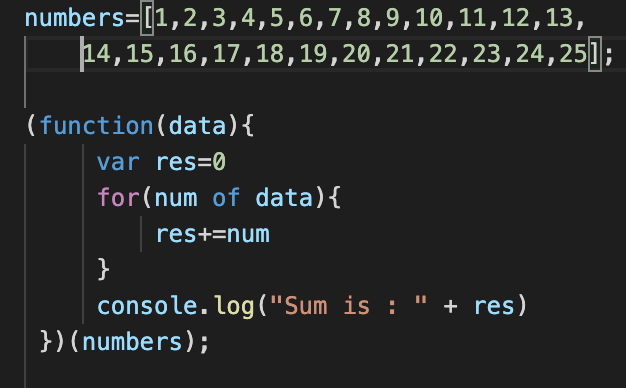 numbers=[1,2,3,4,5,6,7,8,9,10,11,12,13,
    14,15,16,17,18,19,20,21,22,23,24,25];
(function(data){
     var res=0
     for(num of data){
         res+=num
     }
     console.log("Sum is : " + res)
 })(numbers);